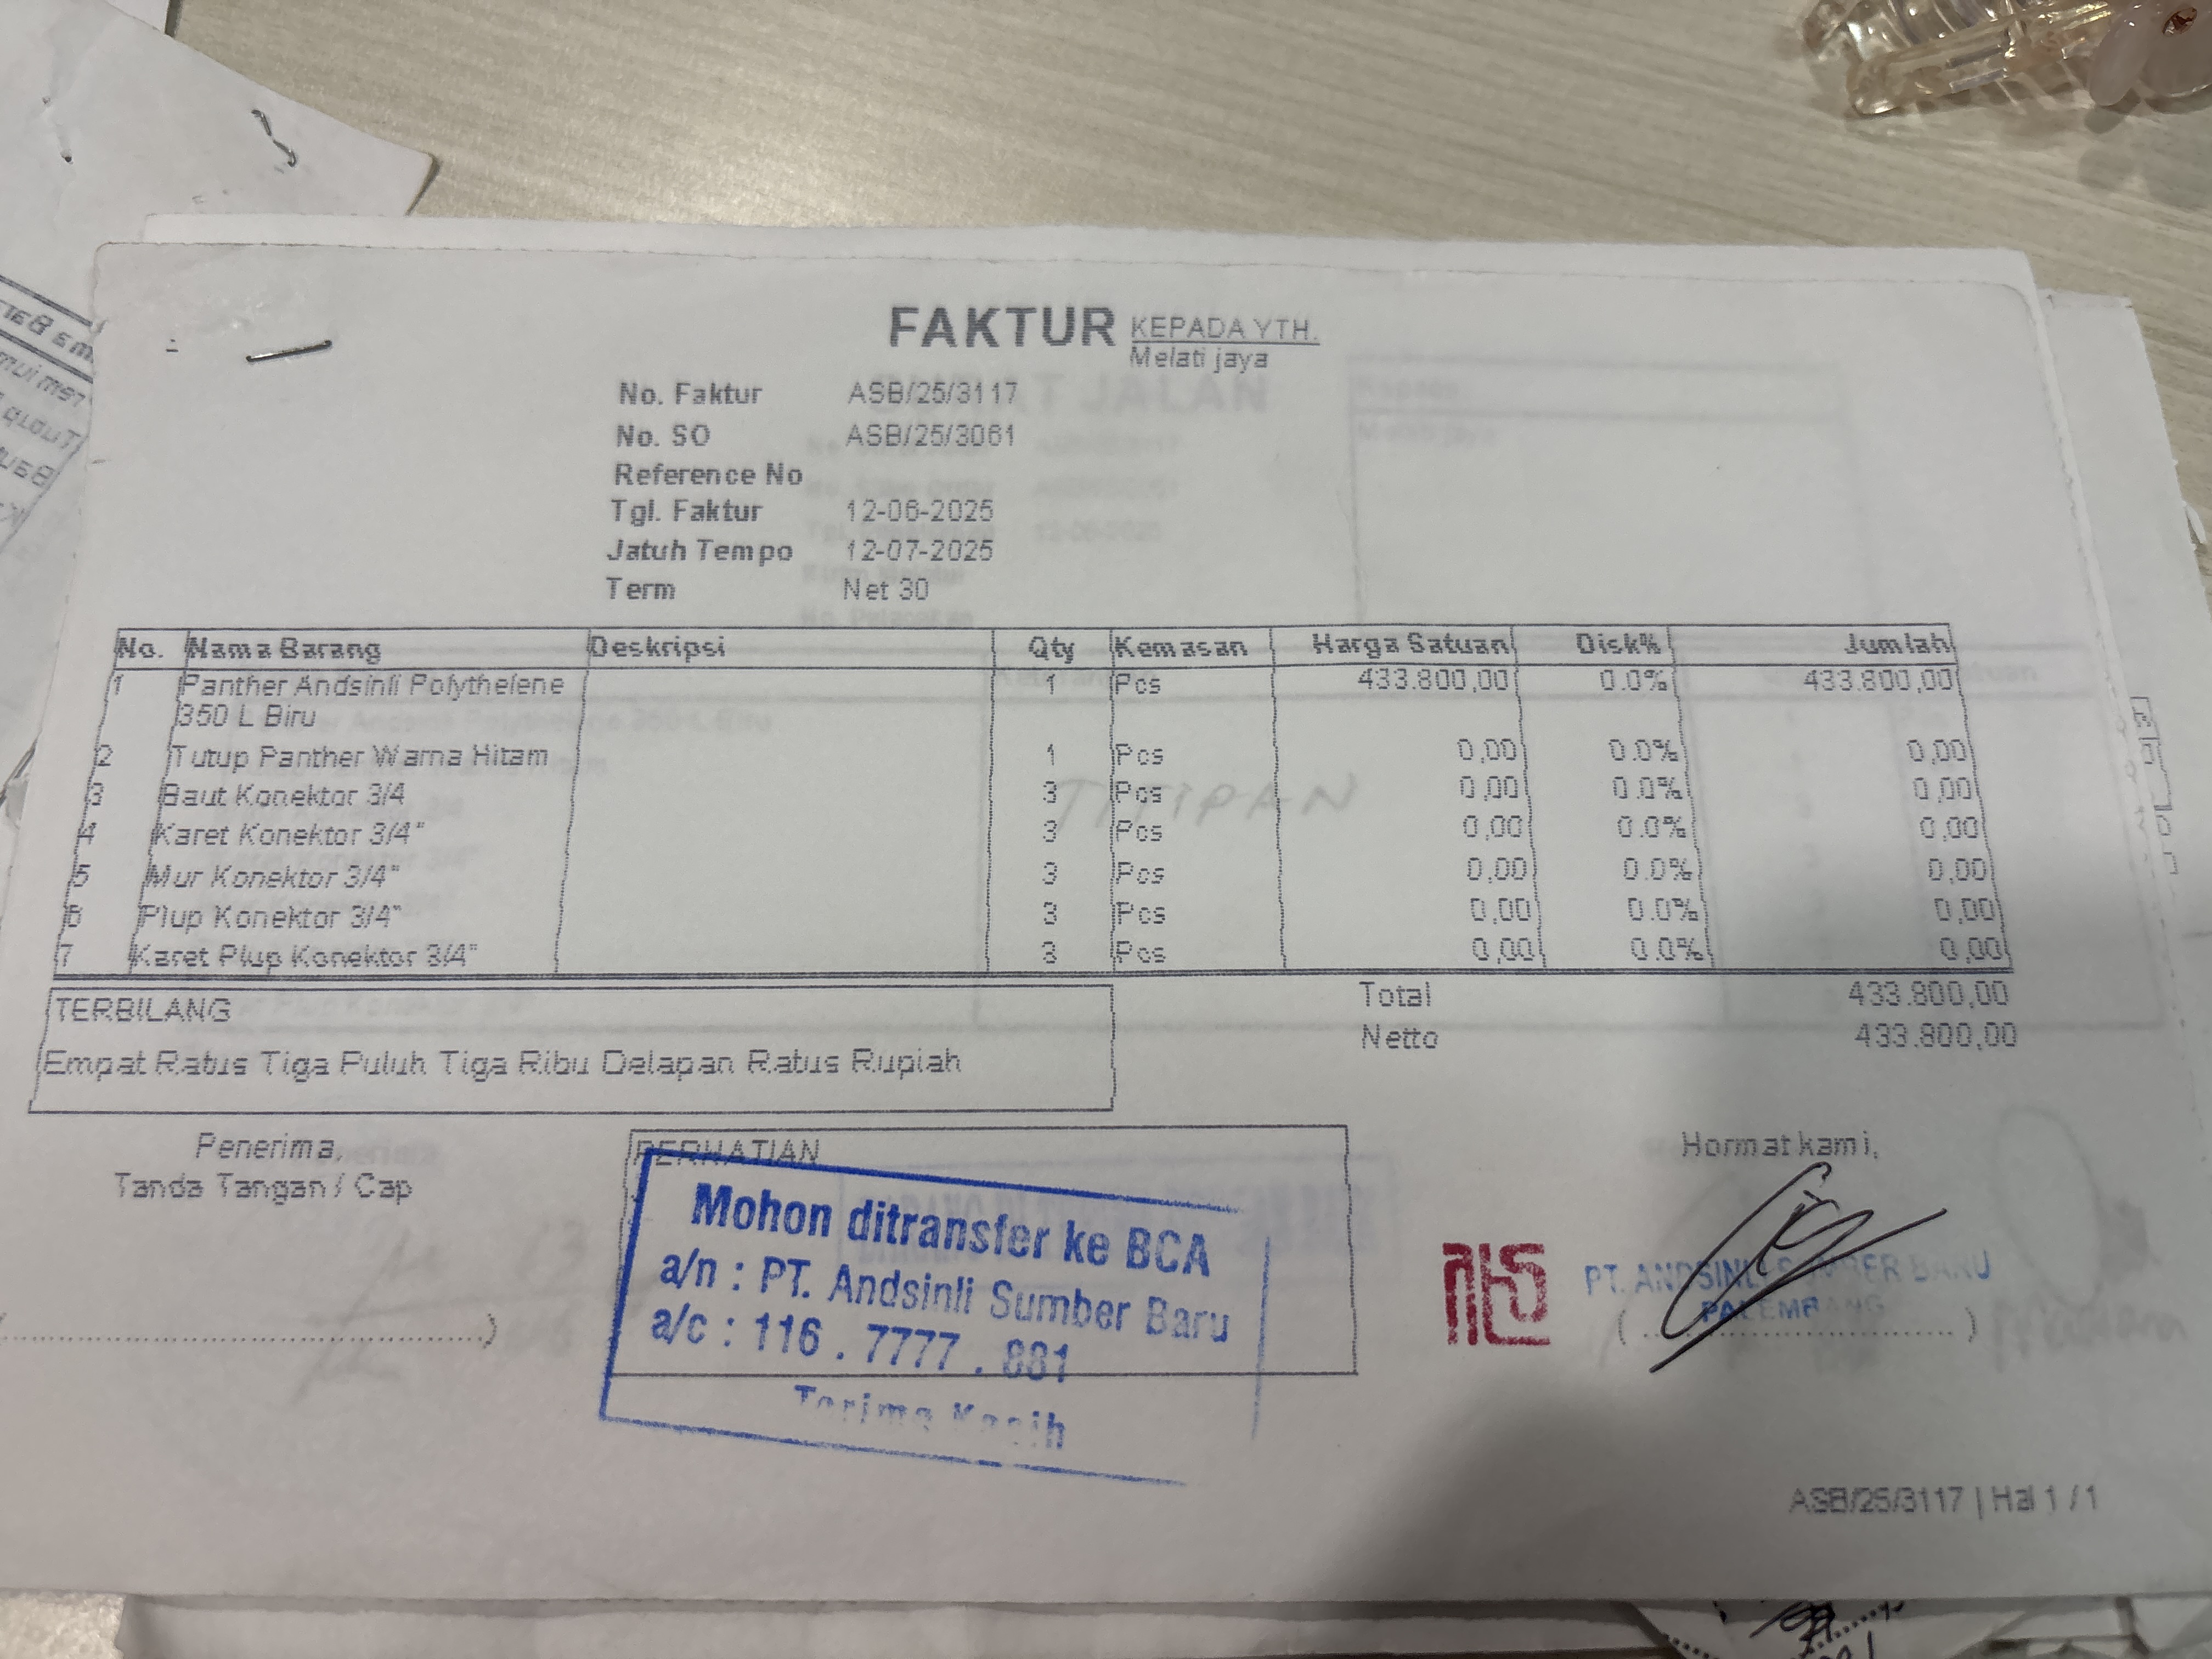 FAKTUR KEPADA YTH.
Melati jaya
No. Faktur ASB/25/3117
No. SO ASB/25/3061
Reference No
Tgl. Faktur 12-06-2025
Jatuh Tempo 12-07-2025
Term Net 30
No. Nama Barang Deskripsi Qty Kemasan Harga Satuan Disk% Jumlah
1 Panther Andsinli Polythelene 1 Pcs 433.800,00 0.0% 433.800,00
350 L Biru
2 Tutup Panther Warna Hitam 1 Pcs 0,00 0.0% 0,00
3 Baut Konektor 3/4 3 Pcs 0,00 0.0% 0,00
4 Karet Konektor 3/4" 3 Pcs 0,00 0.0% 0,00
5 Mur Konektor 3/4" 3 Pcs 0,00 0.0% 0,00
6 Plup Konektor 3/4" 3 Pcs 0,00 0.0% 0,00
7 Karet Plup Konektor 3/4" 3 Pcs 0,00 0.0% 0,00
TITIPAN
TERBILANG
Empat Ratus Tiga Puluh Tiga Ribu Delapan Ratus Rupiah
Total 433.800,00
Netto 433.800,00
Penerima,
Tanda Tangan / Cap
PERHATIAN
Mohon ditransfer ke BCA
a/n : PT. Andsinli Sumber Baru
a/c : 116 . 7777 . 881
Terima Kasih
Hormat kami,
PT. ANDSINLI SUMBER BARU
PALEMBANG
ASB/25/3117 | Hal 1 / 1